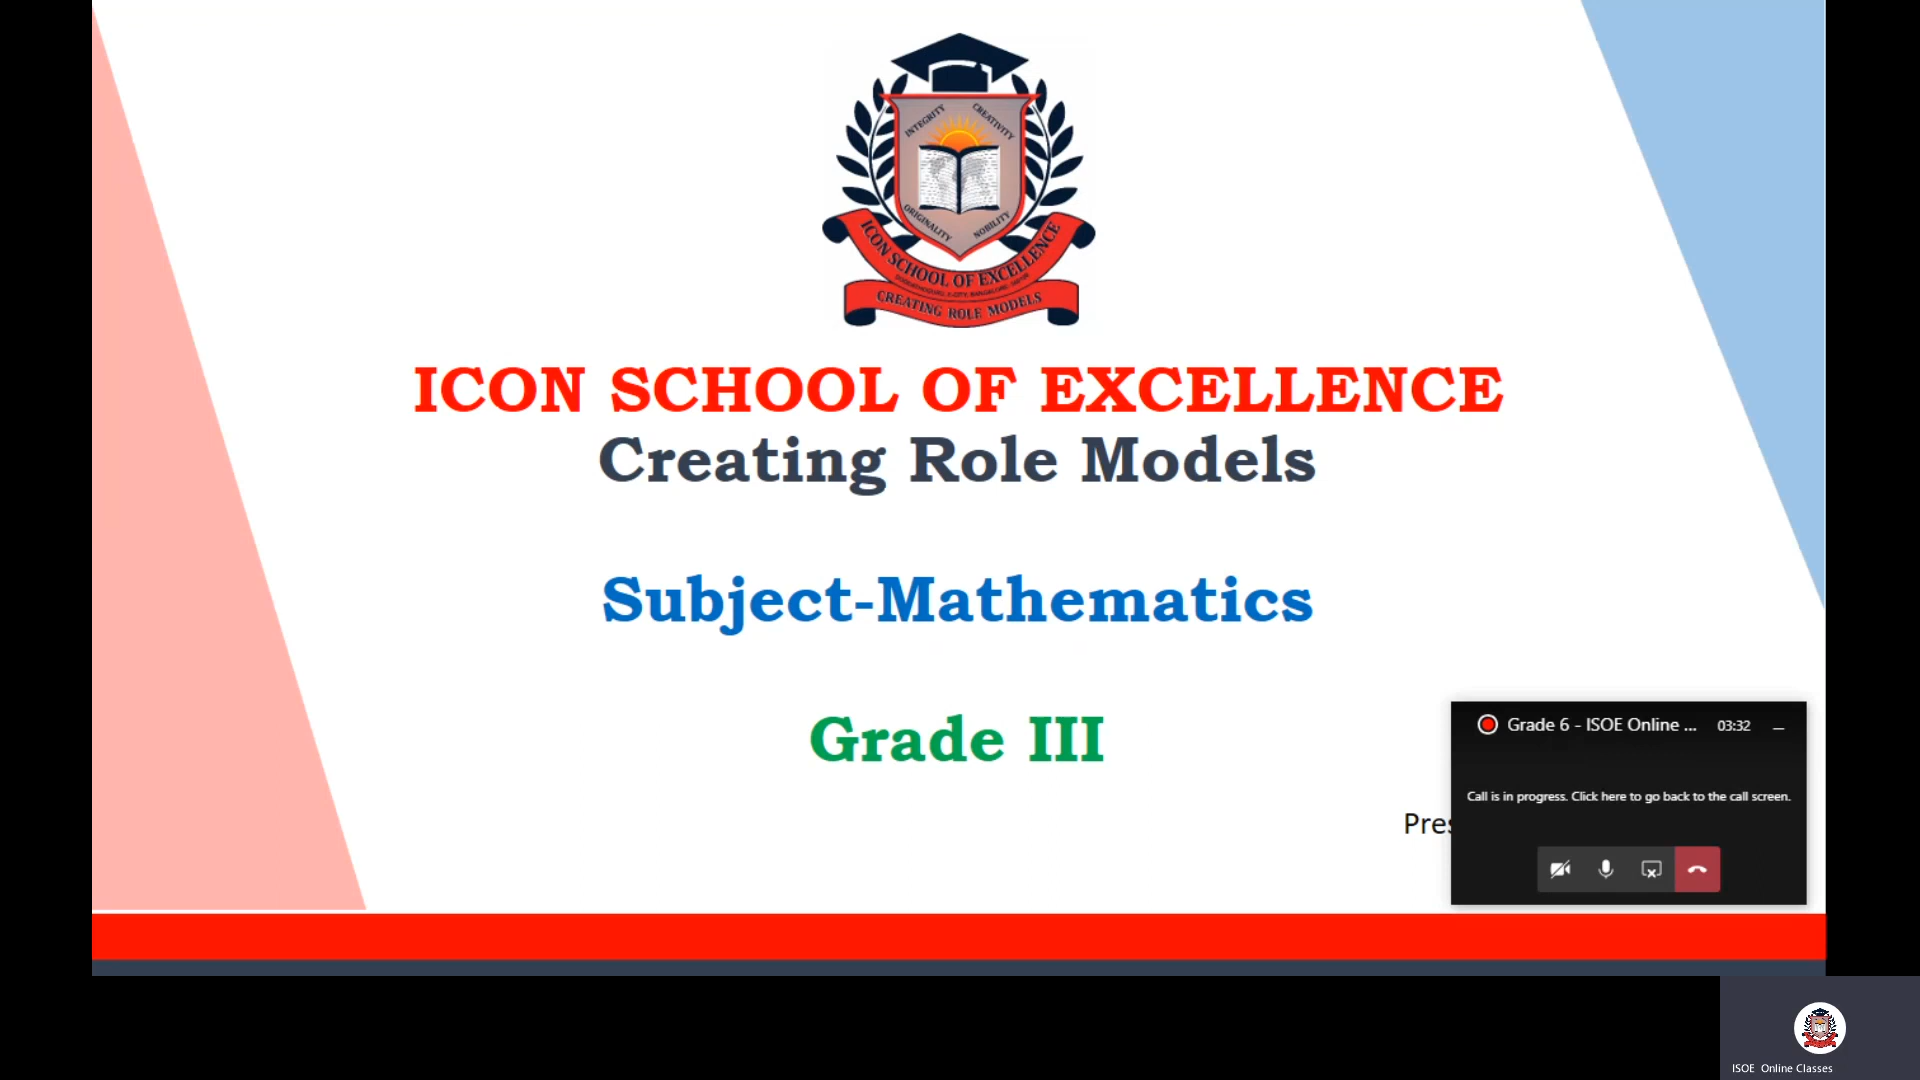 INTEGRITY
CREATIVITY
ORIGINALITY
NOBILITY
ICON SCHOOL OF EXCELLENCE
CREATING ROLE MODELS
ICON SCHOOL OF EXCELLENCE
Creating Role Models
Subject-Mathematics
Grade III
Grade 6 - ISOE Online ... 03:32
Call is in progress. Click here to go back to the call screen.
Pres
ISOE Online Classes